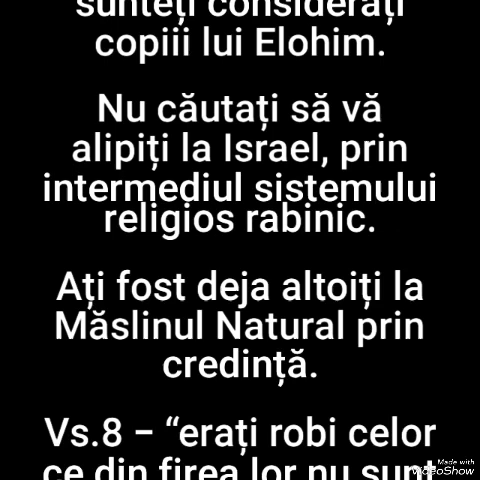 sunteți considerați
copiii lui Elohim.
Nu căutați să vă
alipiți la Israel, prin
intermediul sistemului
religios rabinic.
Ați fost deja altoiți la
Măslinul Natural prin
credință.
Vs.8 – “erați robi celor
ce din firea lor nu sunt
Made with
VideoShow